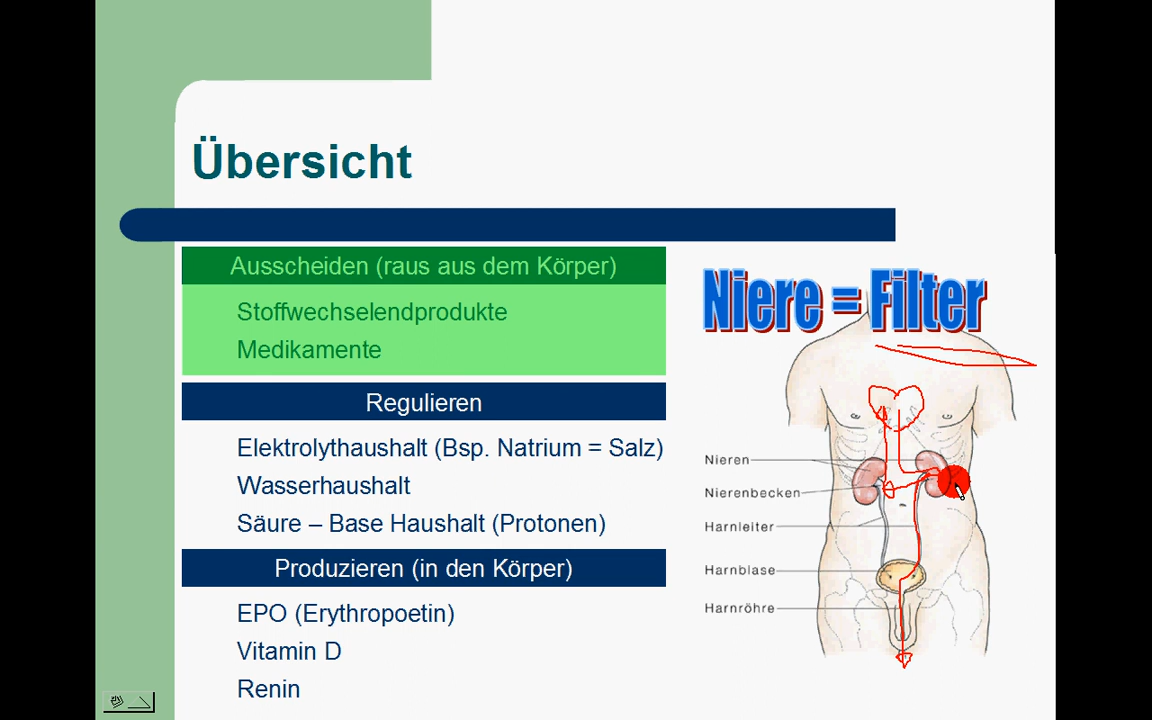 Übersicht
Ausscheiden (raus aus dem Körper)
Stoffwechselendprodukte
Medikamente
Regulieren
Elektrolythaushalt (Bsp. Natrium = Salz)
Wasserhaushalt
Säure – Base Haushalt (Protonen)
Produzieren (in den Körper)
EPO (Erythropoetin)
Vitamin D
Renin
Niere = Filter
Nieren
Nierenbecken
Harnleiter
Harnblase
Harnröhre